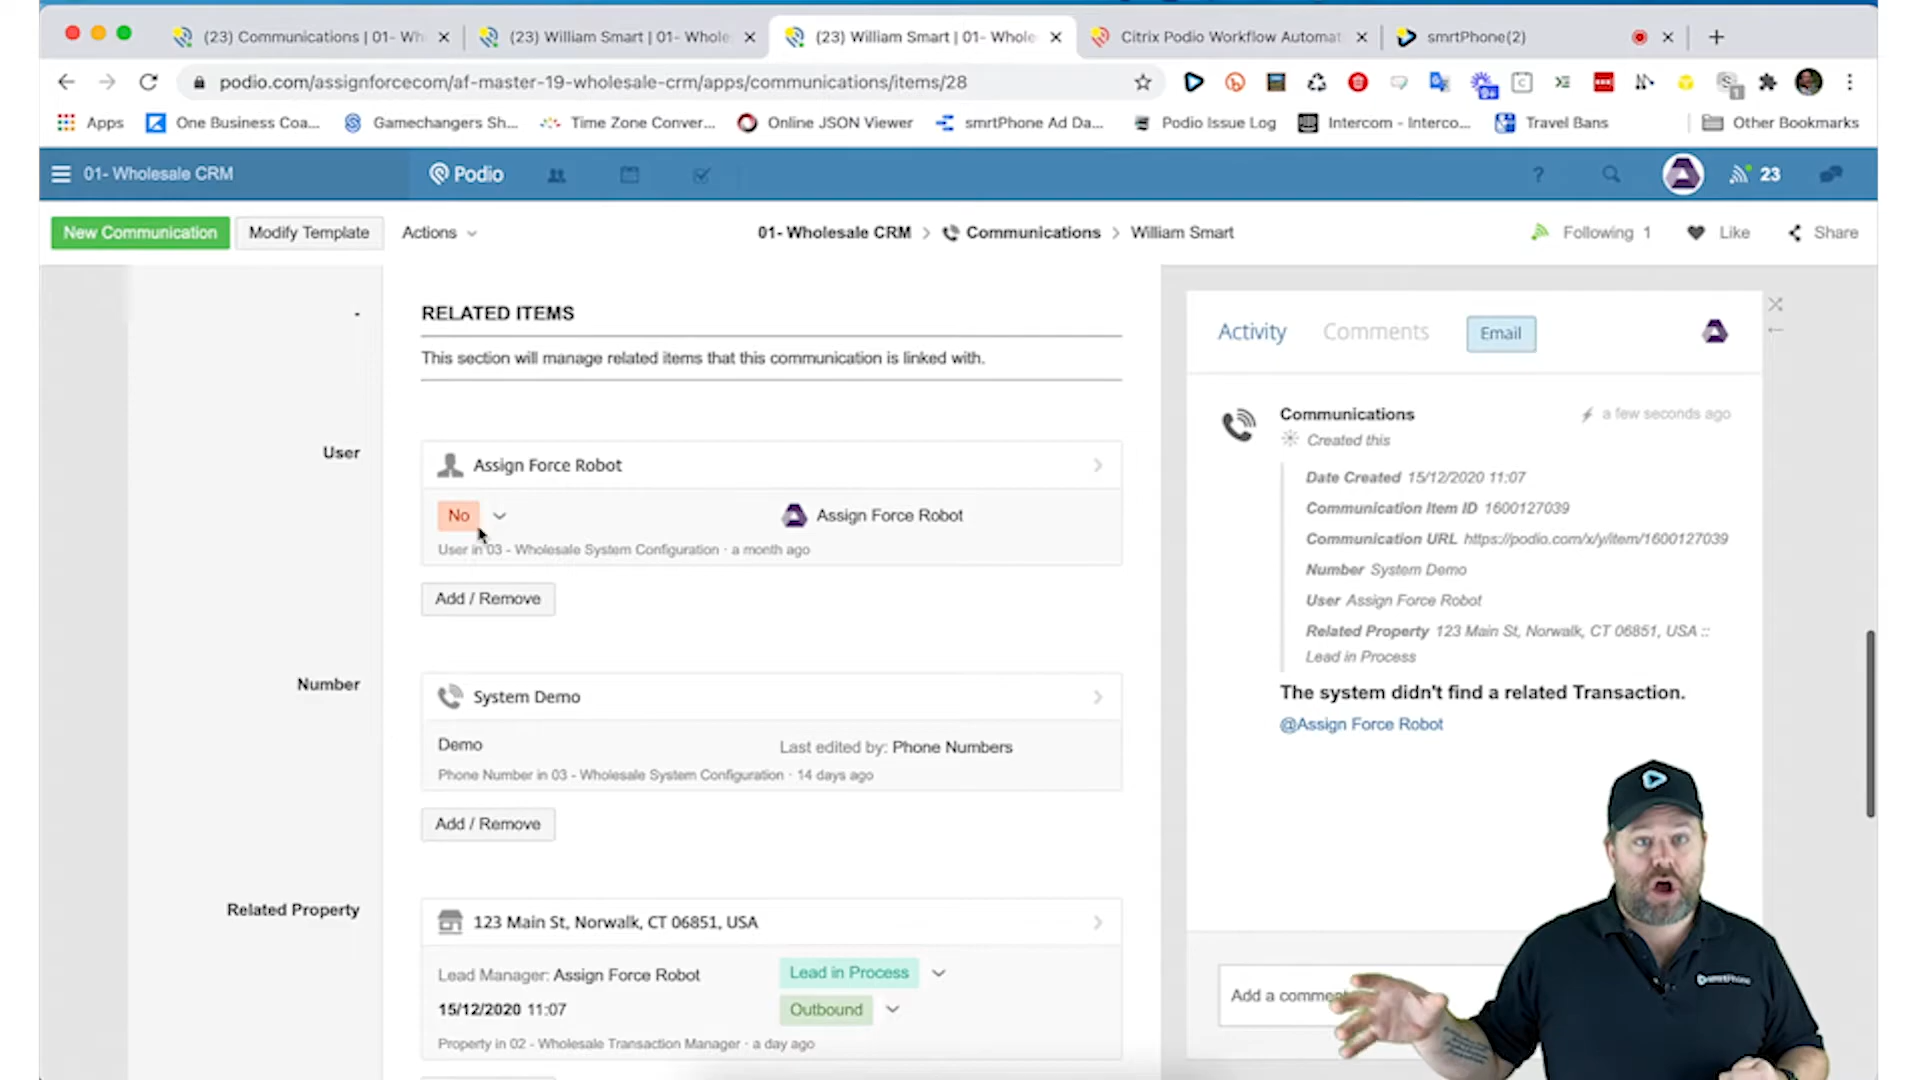 (23) Communications | 01- Wh
(23) William Smart | 01- Whole
(23) William Smart | 01- Whole
Citrix Podio Workflow Automat
smrtPhone(2)
podio.com/assignforcecom/af-master-19-wholesale-crm/apps/communications/items/28
Apps
One Business Coa...
Gamechangers Sh...
Time Zone Conver...
Online JSON Viewer
smrtPhone Ad Da...
Podio Issue Log
Intercom - Interco...
Travel Bans
Other Bookmarks
01- Wholesale CRM
Podio
?
23
New Communication
Modify Template
Actions
01- Wholesale CRM > Communications > William Smart
Following 1
Like
Share
RELATED ITEMS
This section will manage related items that this communication is linked with.
User
Assign Force Robot
No
Assign Force Robot
User in 03 - Wholesale System Configuration · a month ago
Add / Remove
Number
System Demo
Demo
Last edited by: Phone Numbers
Phone Number in 03 - Wholesale System Configuration · 14 days ago
Add / Remove
Related Property
123 Main St, Norwalk, CT 06851, USA
Lead Manager: Assign Force Robot
Lead in Process
15/12/2020 11:07
Outbound
Property in 02 - Wholesale Transaction Manager · a day ago
Activity
Comments
Email
Communications
a few seconds ago
Created this
Date Created 15/12/2020 11:07
Communication Item ID 1600127039
Communication URL https://podio.com/x/y/item/1600127039
Number System Demo
User Assign Force Robot
Related Property 123 Main St, Norwalk, CT 06851, USA ::
Lead in Process
The system didn't find a related Transaction.
@Assign Force Robot
Add a comment
smrtPhone